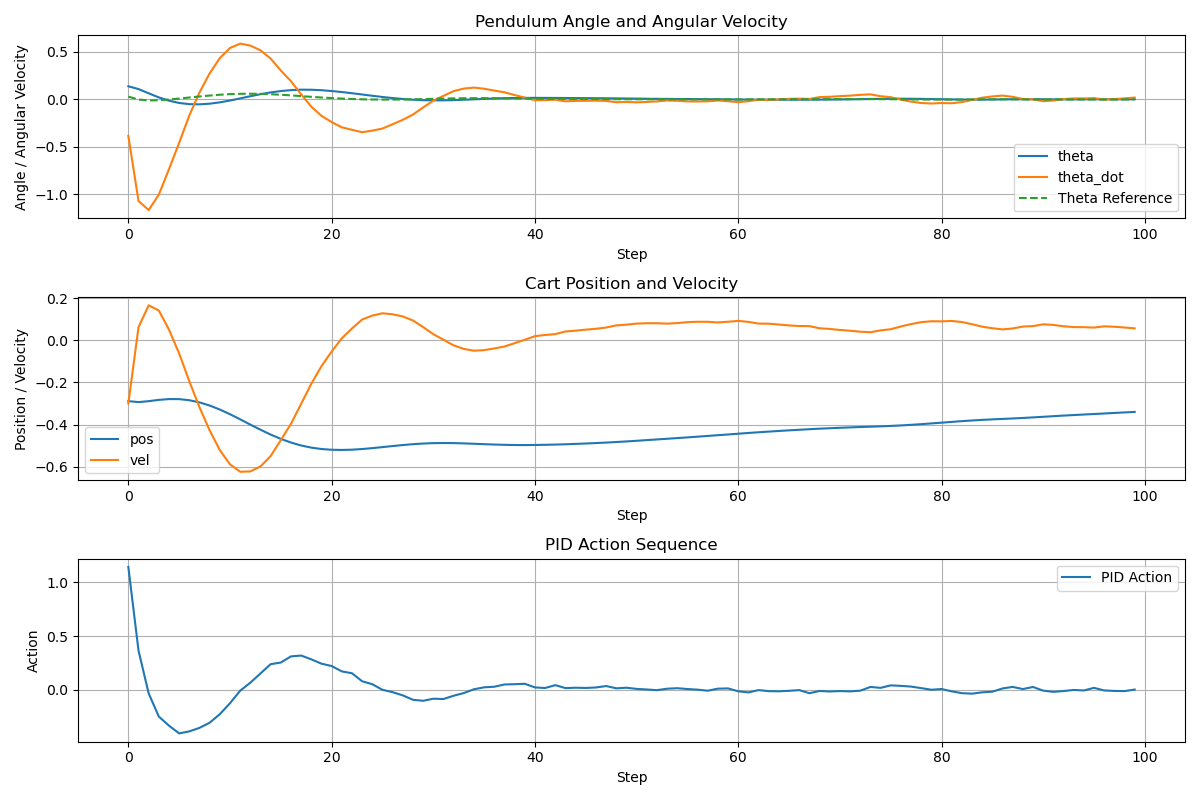 Pendulum Angle and Angular Velocity
Angle / Angular Velocity
0.5
0.0
−0.5
−1.0
theta
theta_dot
Theta Reference
0 20 40 60 80 100
Step
Cart Position and Velocity
Position / Velocity
0.2
0.0
−0.2
−0.4
−0.6
pos
vel
0 20 40 60 80 100
Step
PID Action Sequence
Action
1.0
0.5
0.0
PID Action
0 20 40 60 80 100
Step